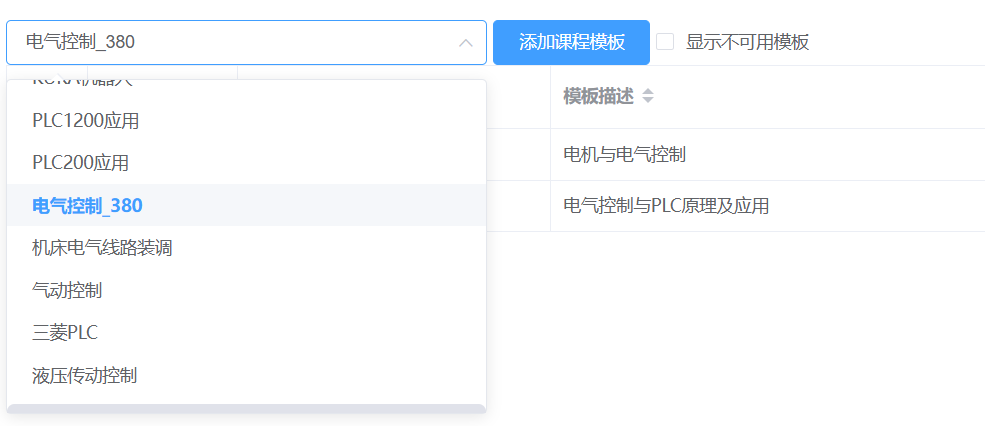 电气控制_380
添加课程模板
显示不可用模板
模板描述
PLC1200应用
电机与电气控制
PLC200应用
电气控制_380
电气控制与PLC原理及应用
机床电气线路装调
气动控制
三菱PLC
液压传动控制